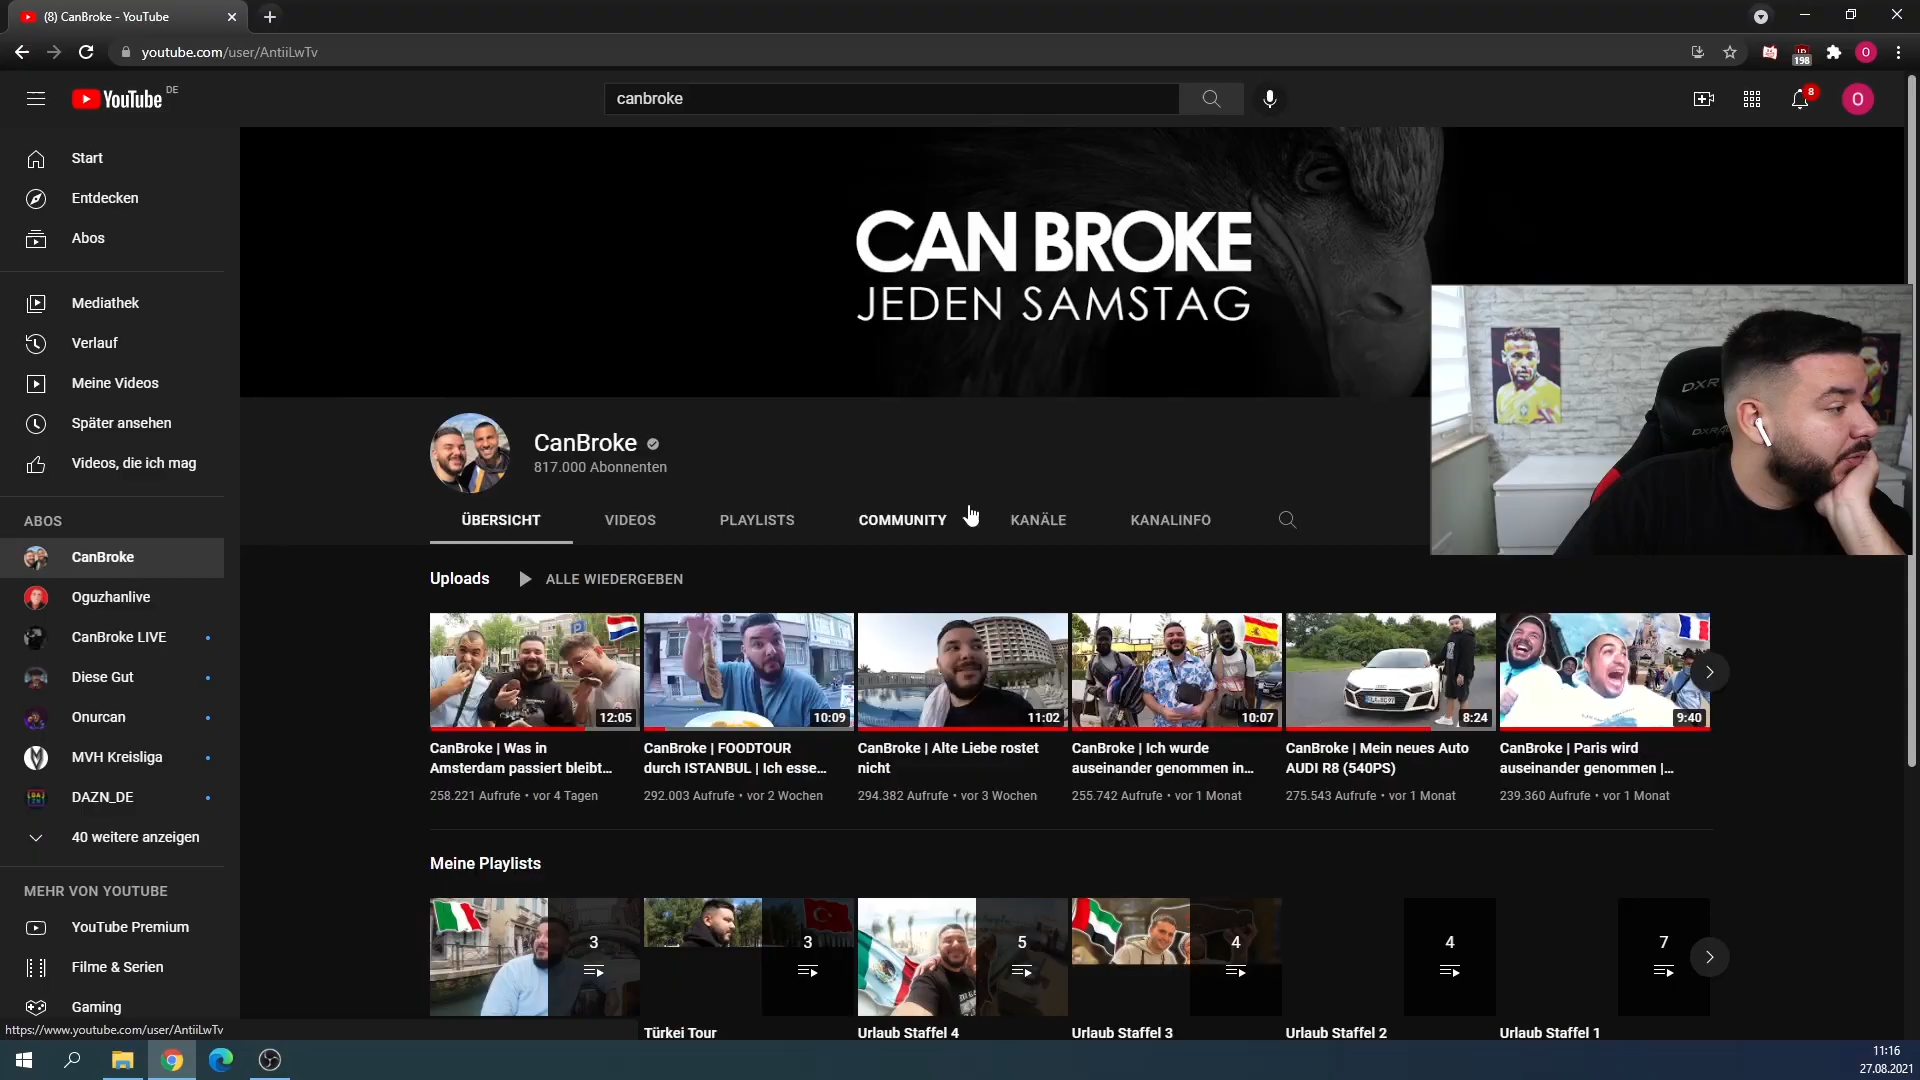 (8) CanBroke - YouTube
youtube.com/user/AntiiLwTv
198
O
YouTube DE
canbroke
8
O
Start
Entdecken
Abos
Mediathek
Verlauf
Meine Videos
Später ansehen
Videos, die ich mag
ABOS
CanBroke
Oguzhanlive
CanBroke LIVE
Diese Gut
Onurcan
MVH Kreisliga
DAZN_DE
40 weitere anzeigen
MEHR VON YOUTUBE
YouTube Premium
Filme & Serien
Gaming
https://www.youtube.com/user/AntiiLwTv
CAN BROKE
JEDEN SAMSTAG
DXR
CanBroke
817.000 Abonnenten
ÜBERSICHT
VIDEOS
PLAYLISTS
COMMUNITY
KANÄLE
KANALINFO
Uploads
ALLE WIEDERGEBEN
12:05
10:09
11:02
10:07
8:24
9:40
CanBroke | Was in
Amsterdam passiert bleibt...
258.221 Aufrufe • vor 4 Tagen
CanBroke | FOODTOUR
durch ISTANBUL | Ich esse...
292.003 Aufrufe • vor 2 Wochen
CanBroke | Alte Liebe rostet
nicht
294.382 Aufrufe • vor 3 Wochen
CanBroke | Ich wurde
auseinander genommen in...
255.742 Aufrufe • vor 1 Monat
CanBroke | Mein neues Auto
AUDI R8 (540PS)
275.543 Aufrufe • vor 1 Monat
CanBroke | Paris wird
auseinander genommen |...
239.360 Aufrufe • vor 1 Monat
Meine Playlists
3
3
5
4
4
7
Türkei Tour
Urlaub Staffel 4
Urlaub Staffel 3
Urlaub Staffel 2
Urlaub Staffel 1
11:16
27.08.2021